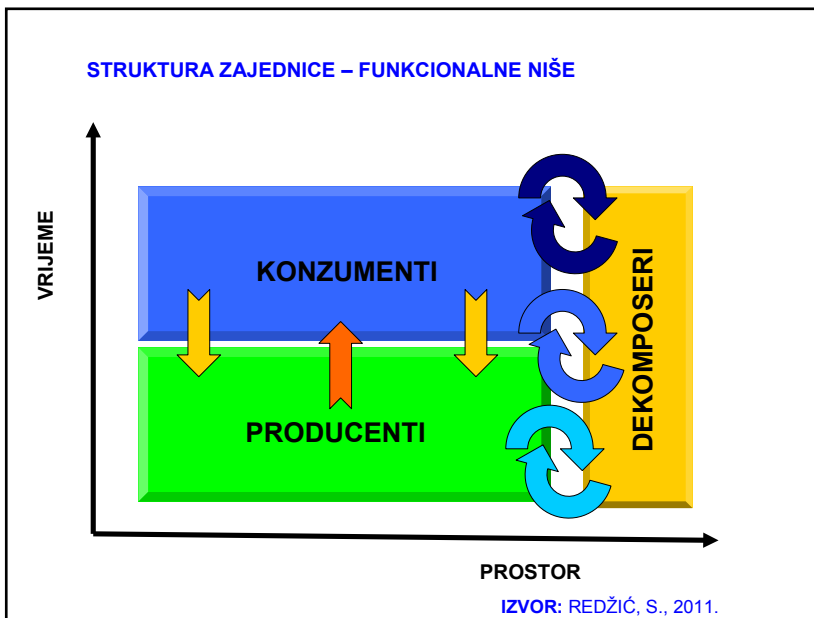 STRUKTURA ZAJEDNICE – FUNKCIONALNE NIŠE
VRIJEME
KONZUMENTI
PRODUCENTI
DEKOMPOSERI
PROSTOR
IZVOR: REDŽIĆ, S., 2011.